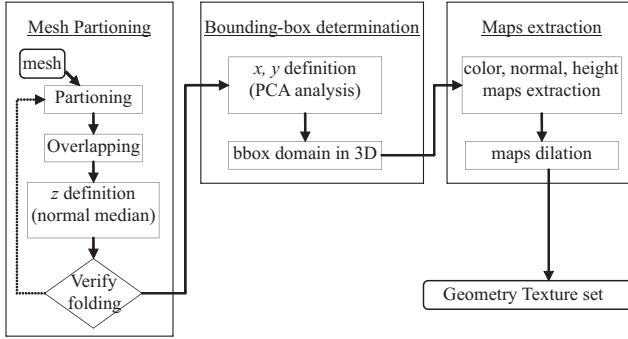 Mesh Partioning
mesh
Partioning
Overlapping
z definition
(normal median)
Verify
folding
Bounding-box determination
x, y definition
(PCA analysis)
bbox domain in 3D
Maps extraction
color, normal, height
maps extraction
maps dilation
Geometry Texture set